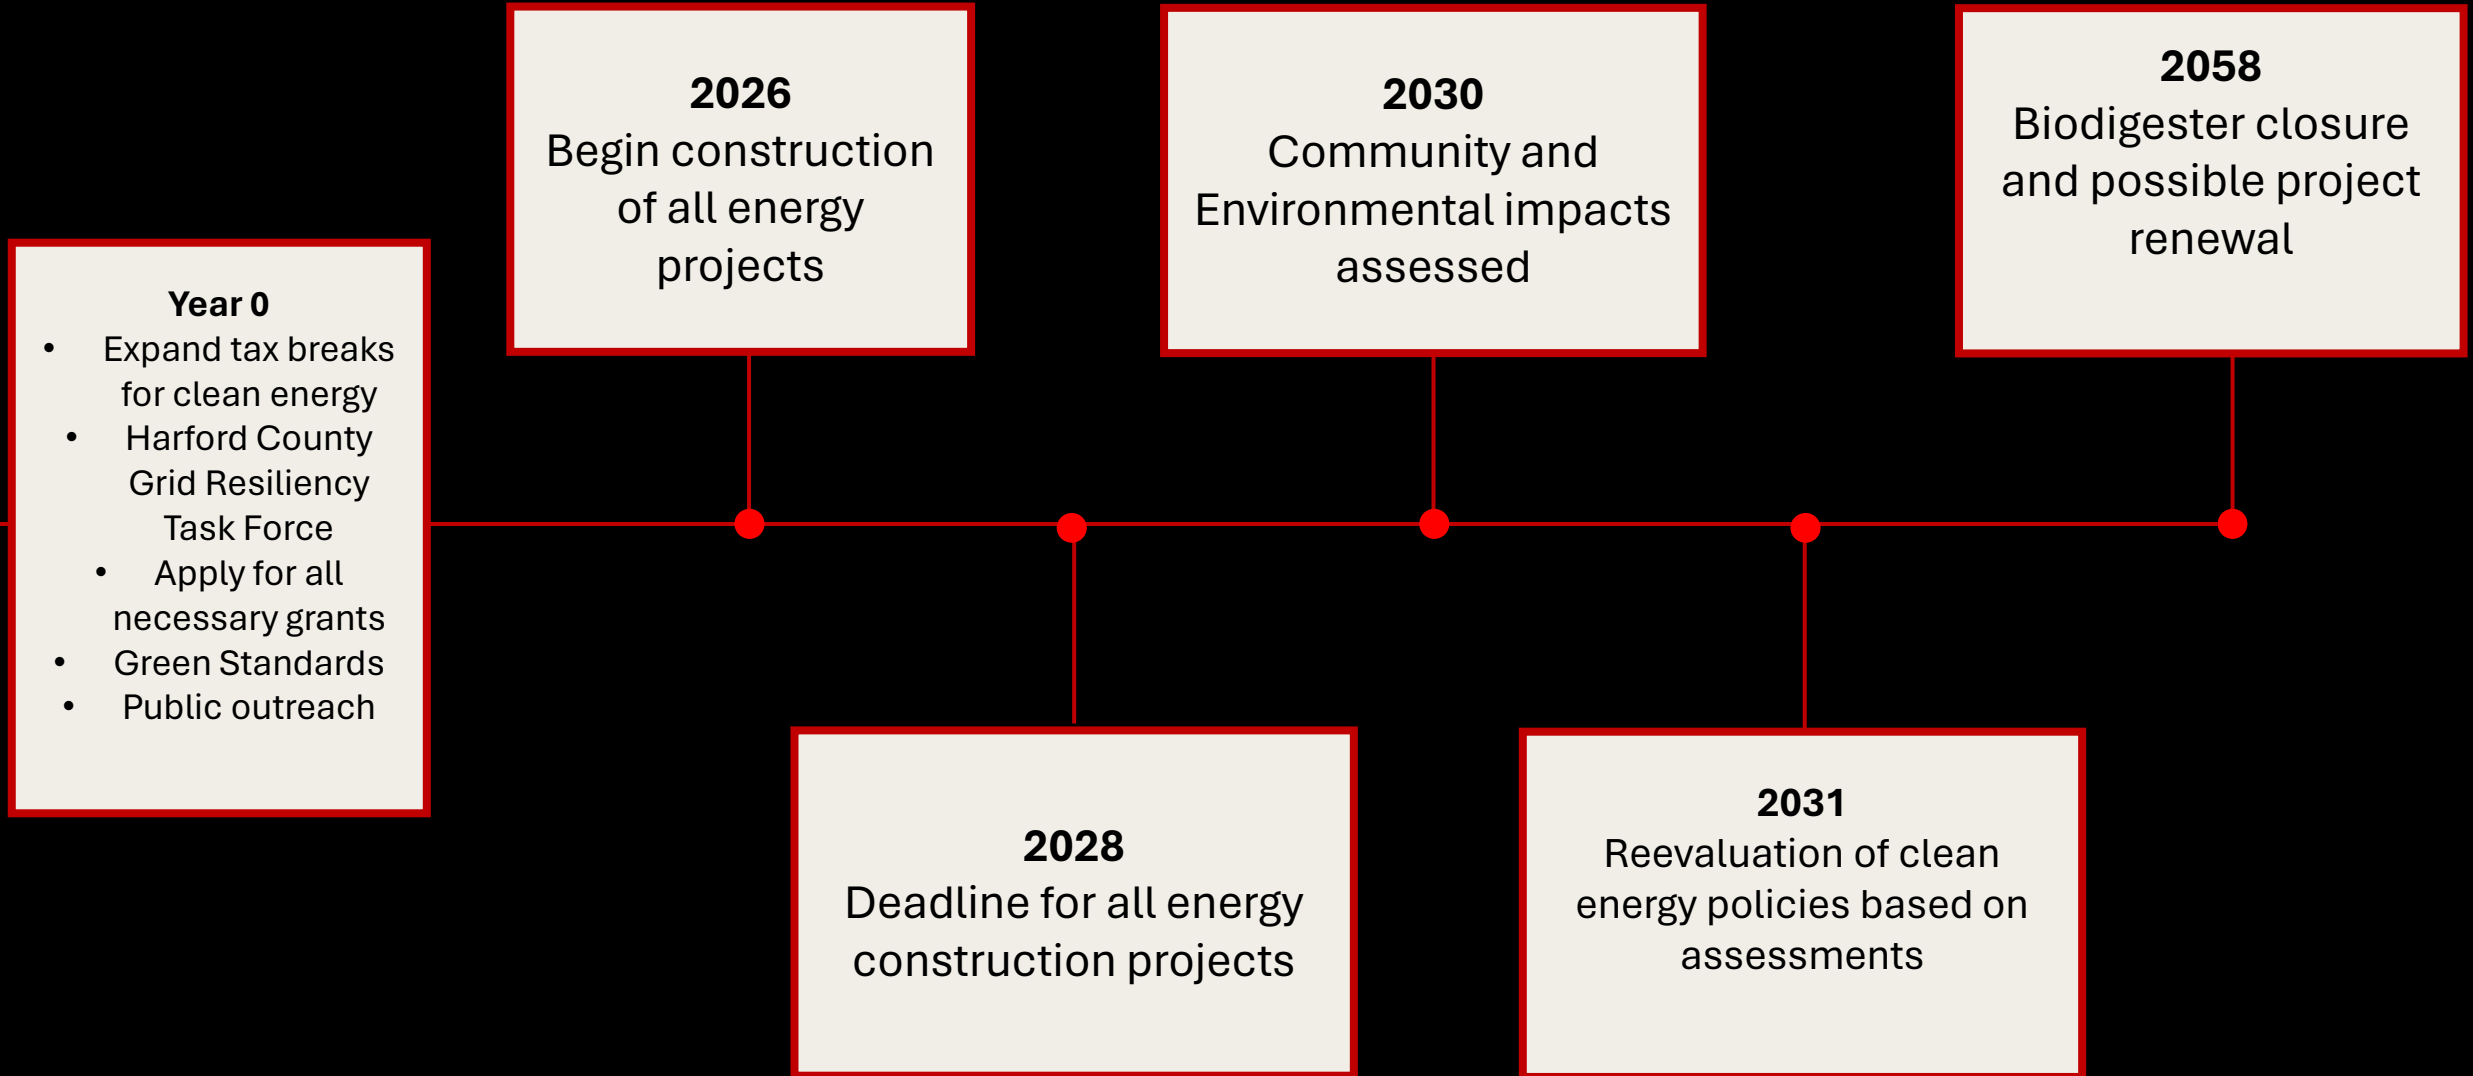 Year 0
• Expand tax breaks
for clean energy
• Harford County
Grid Resiliency
Task Force
• Apply for all
necessary grants
• Green Standards
• Public outreach
2026
Begin construction
of all energy
projects
2028
Deadline for all energy
construction projects
2030
Community and
Environmental impacts
assessed
2031
Reevaluation of clean
energy policies based on
assessments
2058
Biodigester closure
and possible project
renewal